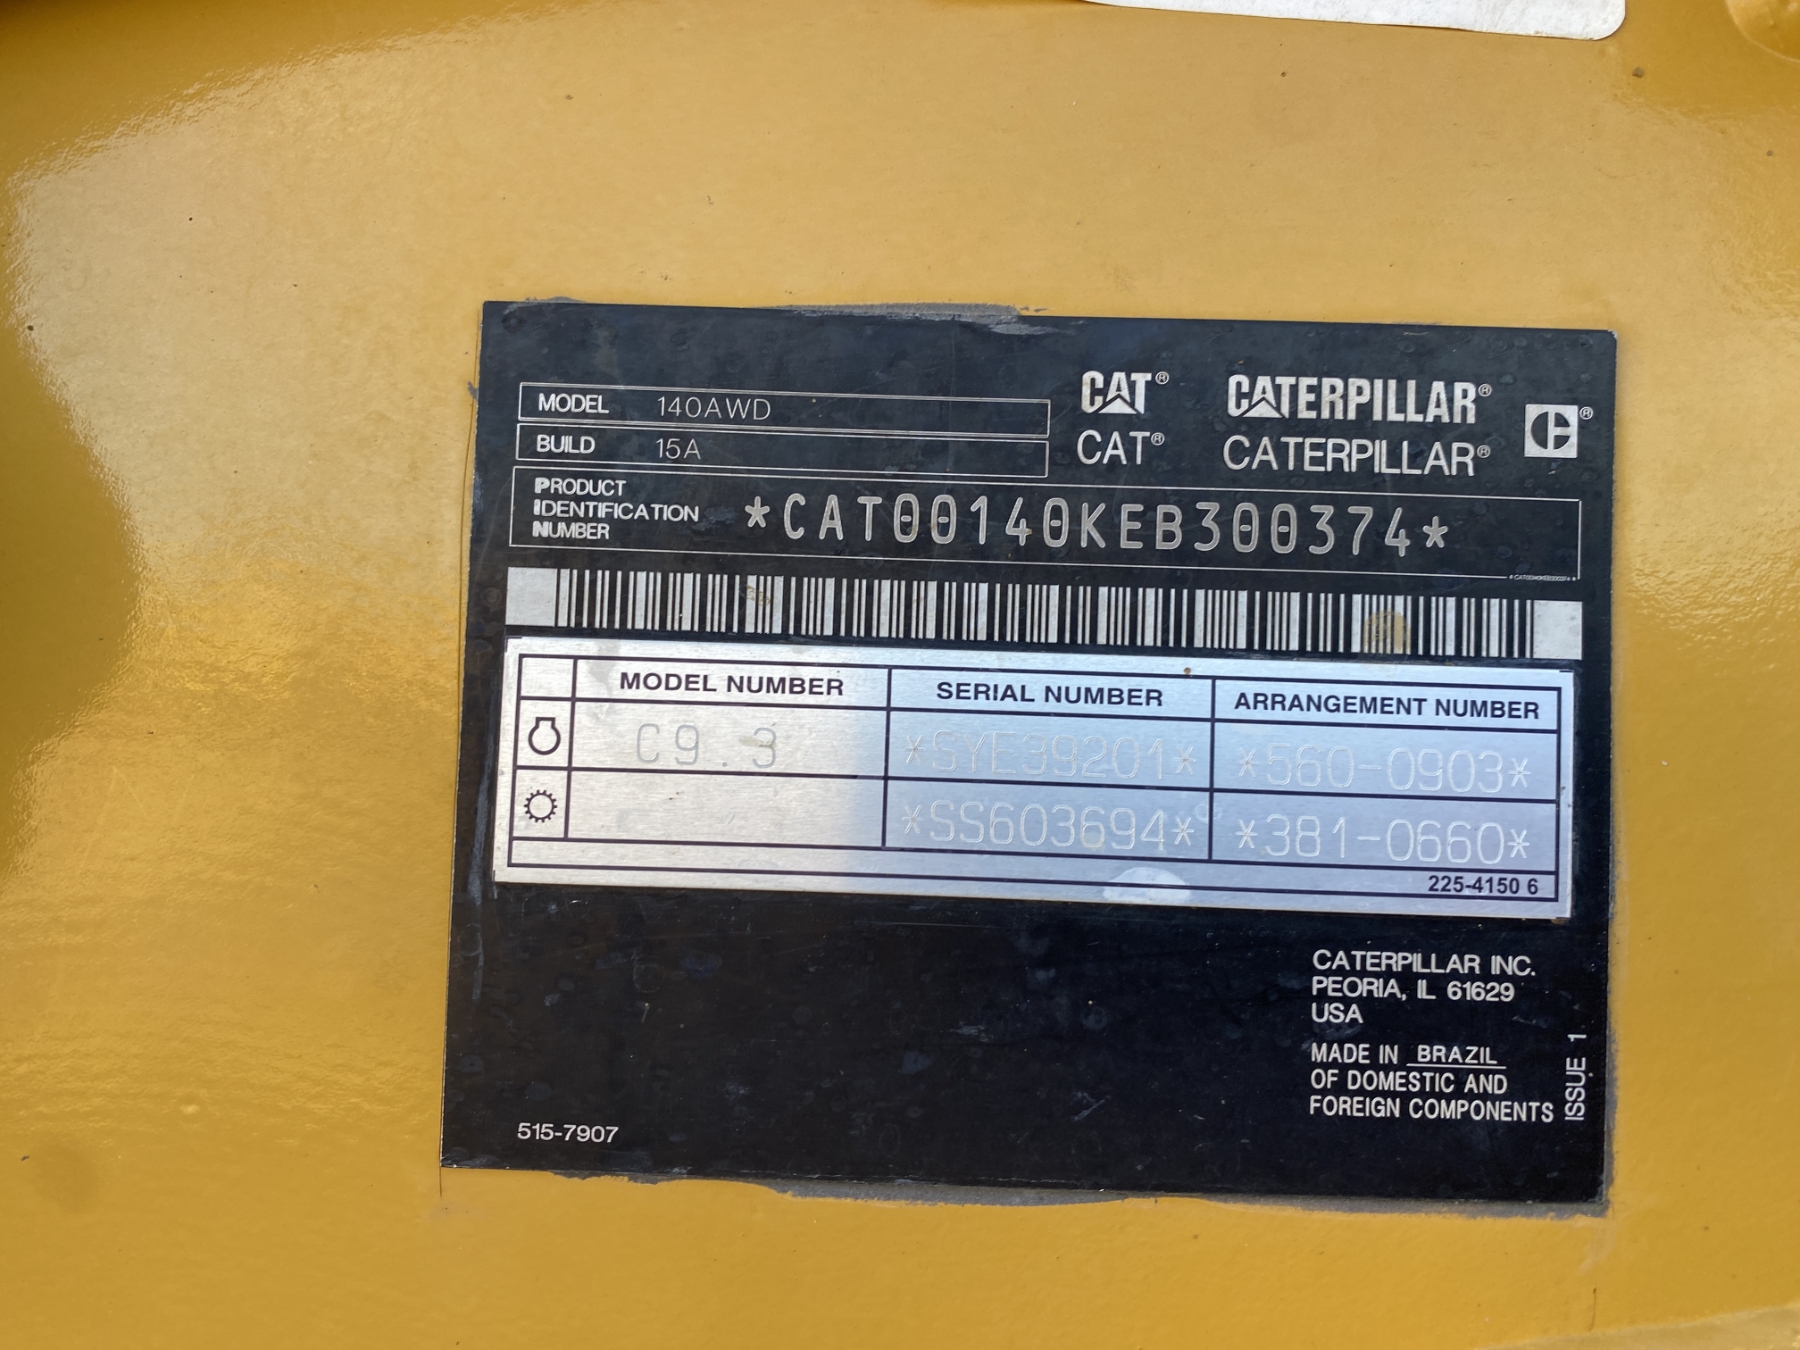 MODEL 140AWD
BUILD 15A
CAT® CATERPILLAR®
CAT® CATERPILLAR®
PRODUCT
IDENTIFICATION
NUMBER
*CAT00140KEB300374*
MODEL NUMBER SERIAL NUMBER ARRANGEMENT NUMBER
C9.3 *SYE39201* *560-0903*
*SS603694* *381-0660*
225-4150 6
CATERPILLAR INC.
PEORIA, IL 61629
USA
MADE IN BRAZIL
OF DOMESTIC AND
FOREIGN COMPONENTS
ISSUE 1
515-7907